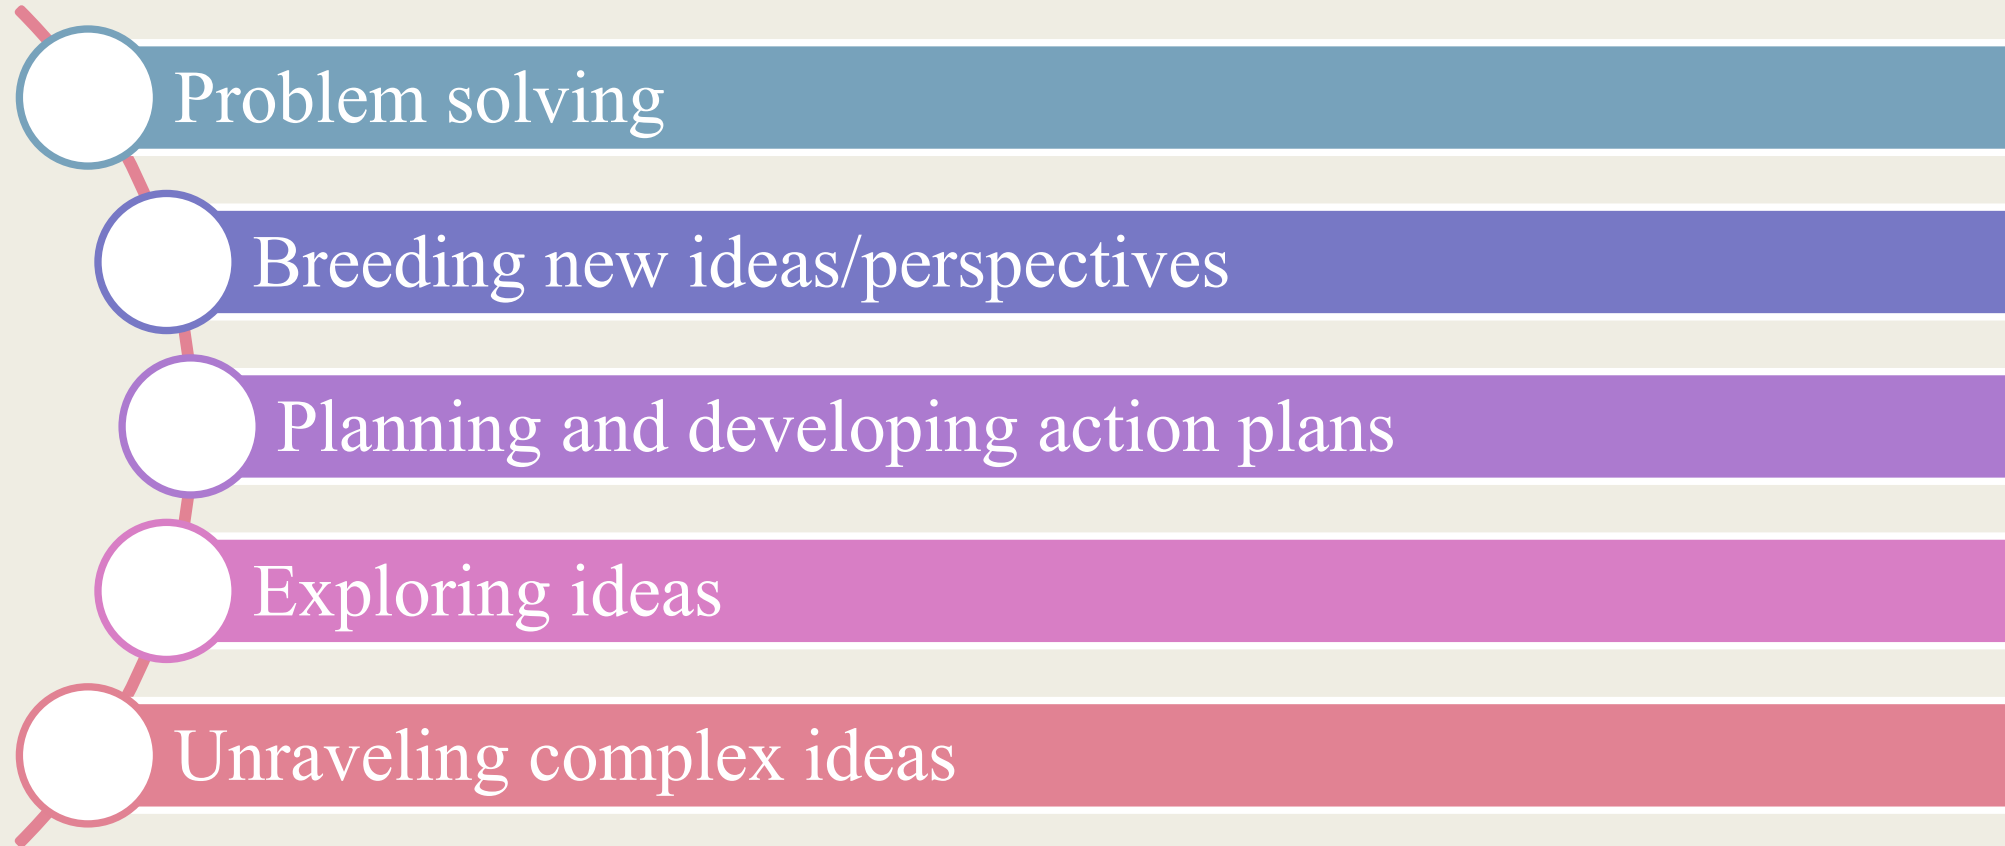 Problem solving
Breeding new ideas/perspectives
Planning and developing action plans
Exploring ideas
Unraveling complex ideas